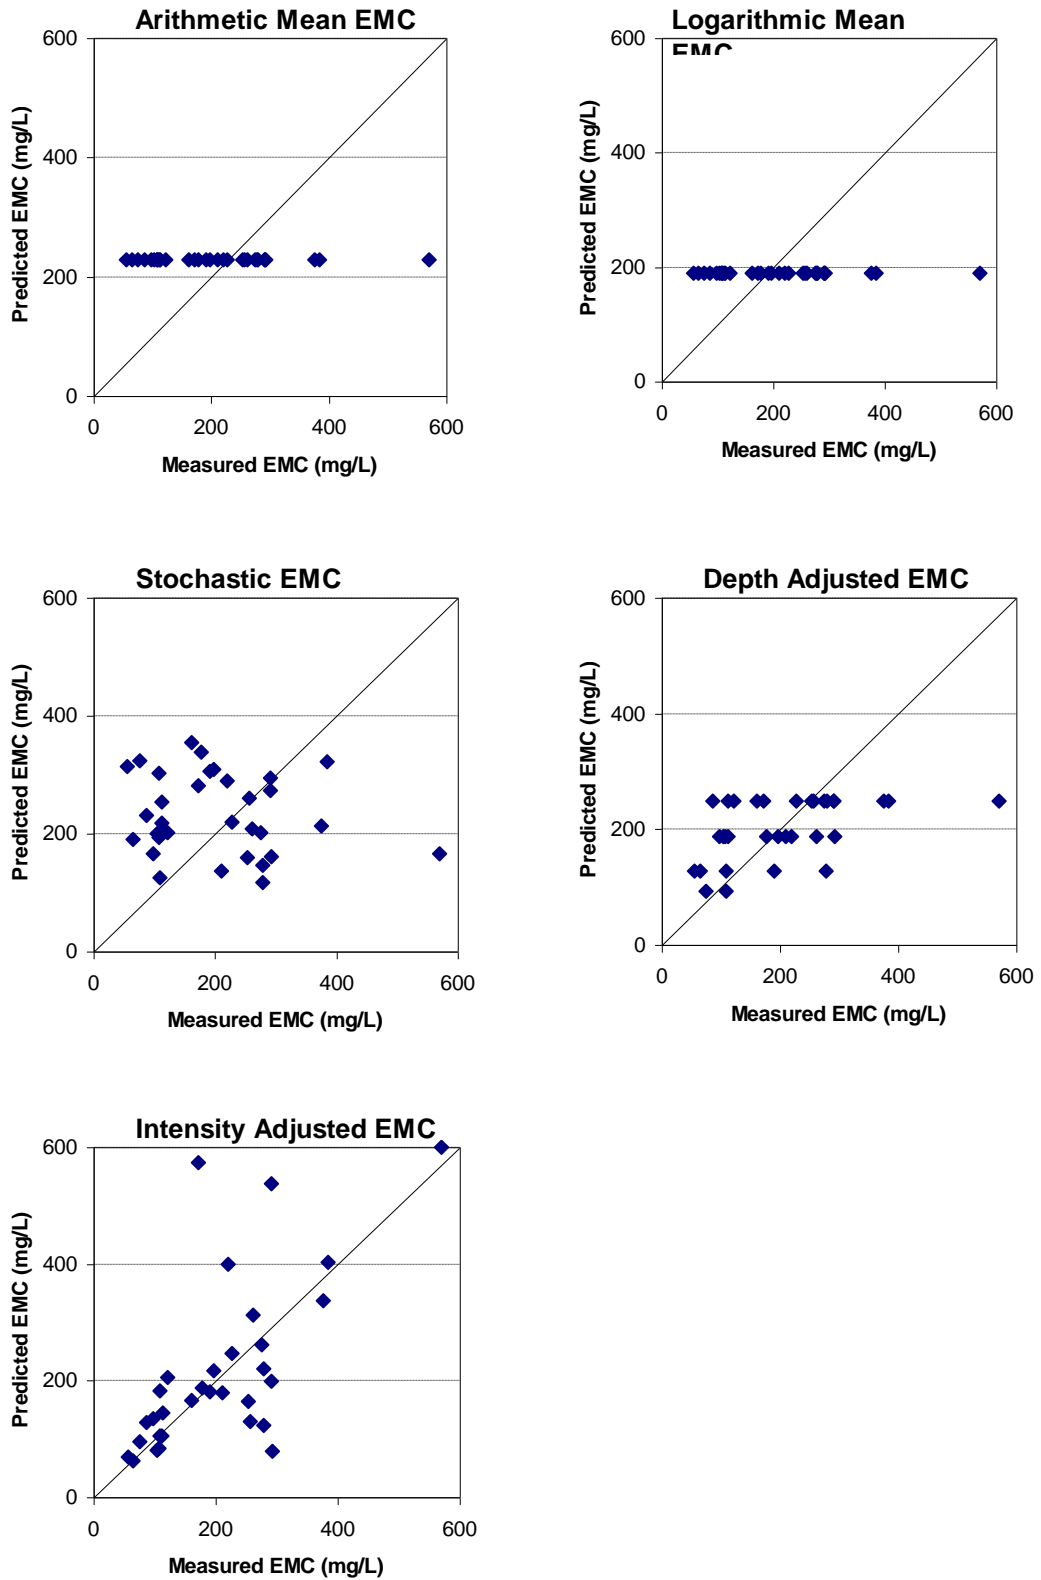 Arithmetic Mean EMC
600
400
200
0
0 200 400 600
Predicted EMC (mg/L)
Measured EMC (mg/L)
Logarithmic Mean
EMC
600
400
200
0
0 200 400 600
Predicted EMC (mg/L)
Measured EMC (mg/L)
Stochastic EMC
600
400
200
0
0 200 400 600
Predicted EMC (mg/L)
Measured EMC (mg/L)
Depth Adjusted EMC
600
400
200
0
0 200 400 600
Predicted EMC (mg/L)
Measured EMC (mg/L)
Intensity Adjusted EMC
600
400
200
0
0 200 400 600
Predicted EMC (mg/L)
Measured EMC (mg/L)